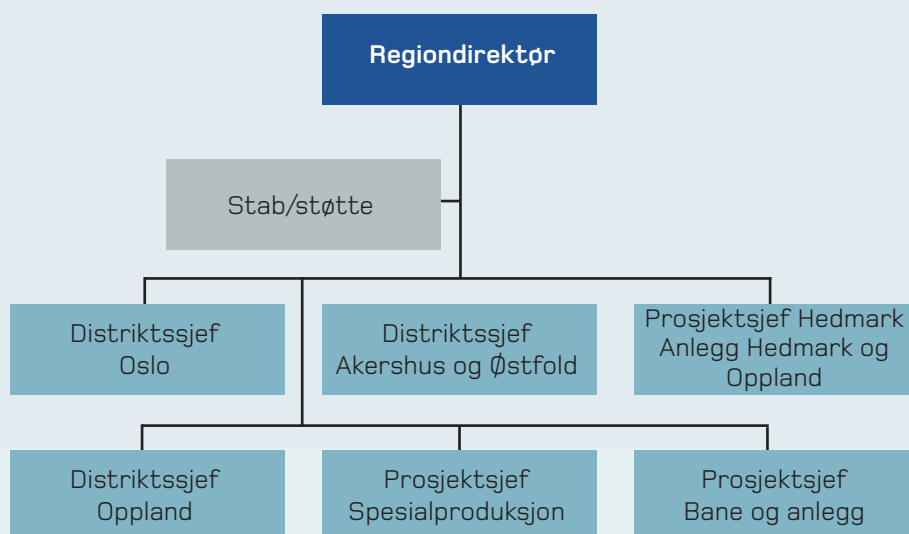 Regiondirektør
Stab/støtte
Distriktssjef
Oslo
Distriktssjef
Akershus og Østfold
Prosjektsjef Hedmark
Anlegg Hedmark og
Oppland
Distriktssjef
Oppland
Prosjektsjef
Spesialproduksjon
Prosjektsjef
Bane og anlegg